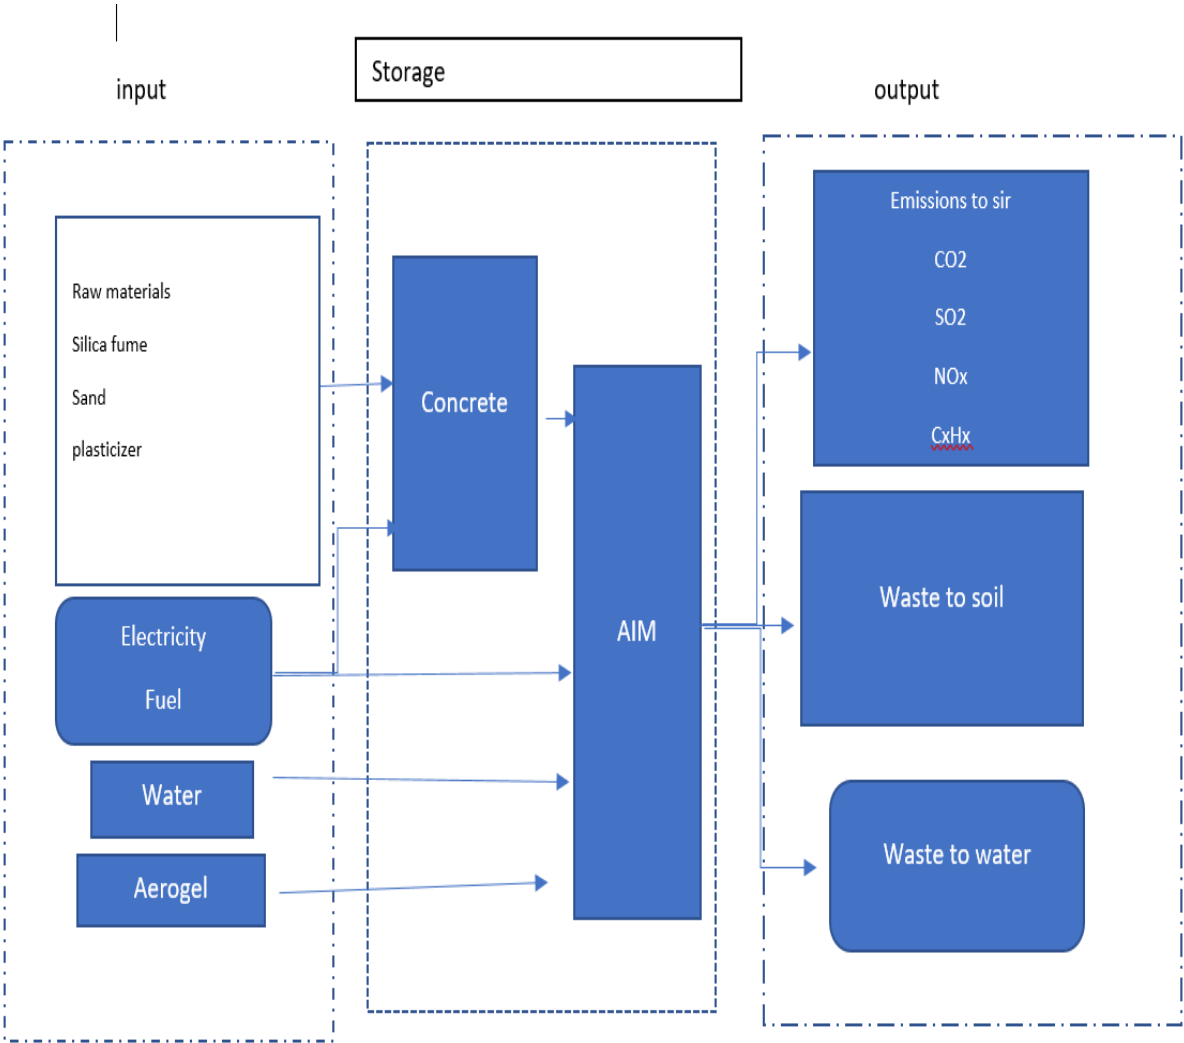 input
Storage
output
Raw materials
Silica fume
Sand
plasticizer
Electricity
Fuel
Water
Aerogel
Concrete
AIM
Emissions to sir
CO2
SO2
NOx
CxHx
Waste to soil
Waste to water